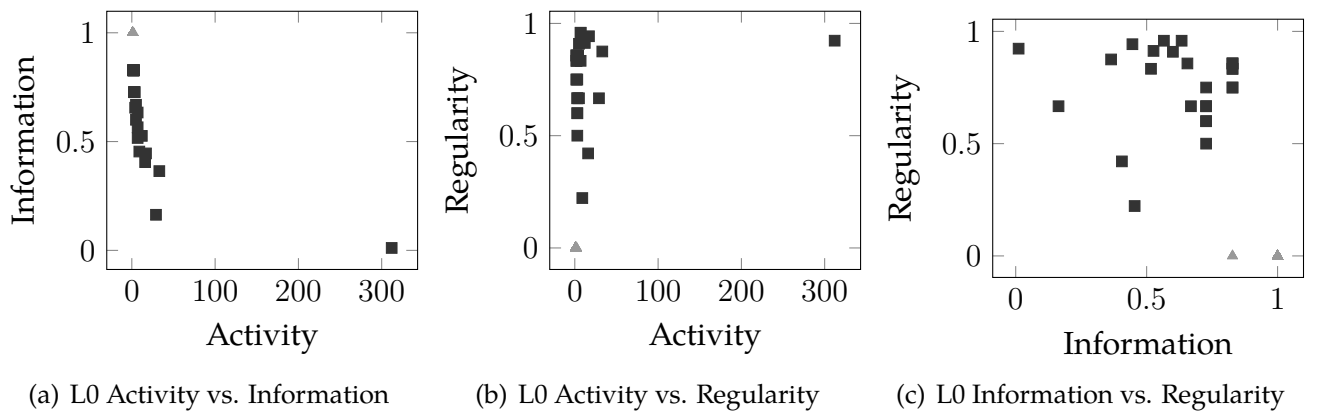 1
0.5
0
Information
0
100
200
300
Activity
(a) L0 Activity vs. Information
1
0.5
0
Regularity
0
100
200
300
Activity
(b) L0 Activity vs. Regularity
1
0.5
0
Regularity
0
0.5
1
Information
(c) L0 Information vs. Regularity